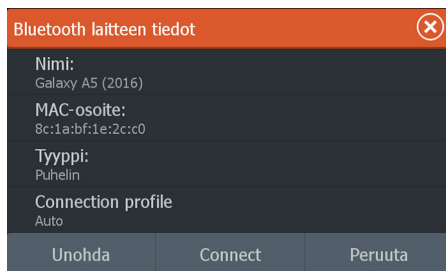 Bluetooth laitteen tiedot
Nimi:
Galaxy A5 (2016)
MAC-osoite:
8c:1a:bf:1e:2c:c0
Tyyppi:
Puhelin
Connection profile
Auto
Unohda Connect Peruuta